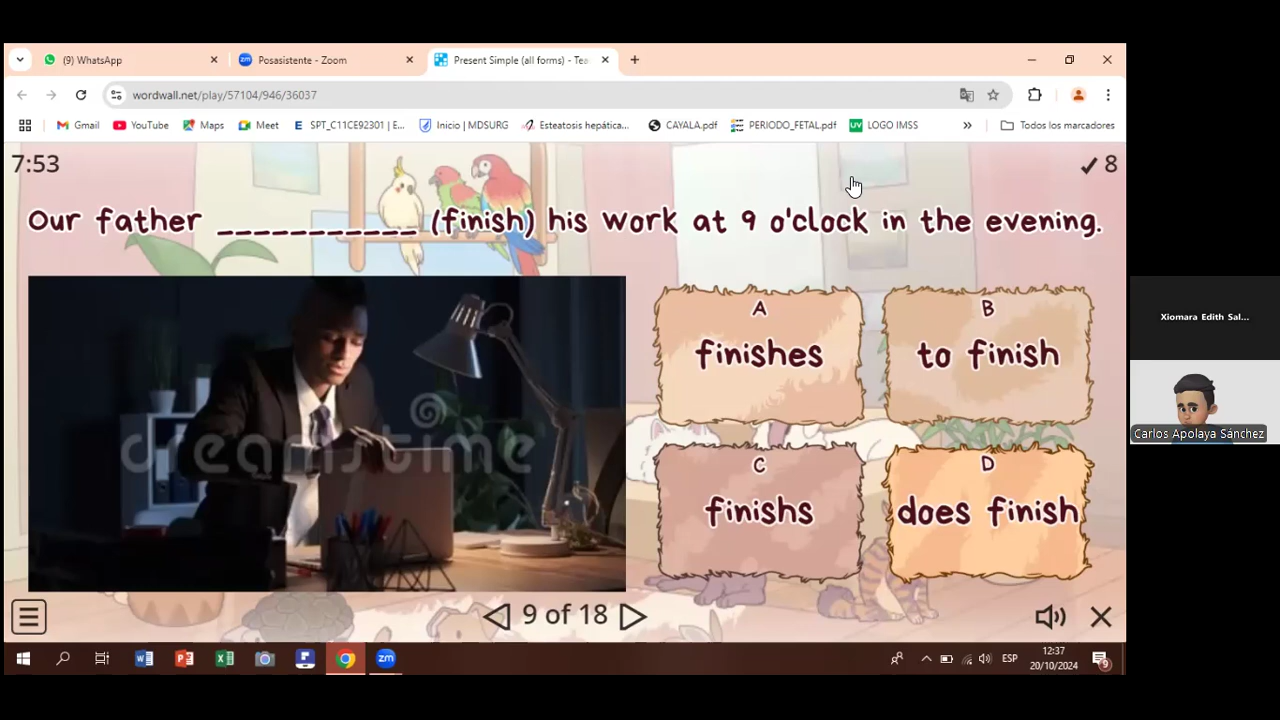 (9) WhatsApp
Posasistente - Zoom
Present Simple (all forms) - Tea
wordwall.net/play/57104/946/36037
Gmail
YouTube
Maps
Meet
SPT_C11CE92301 | E...
Inicio | MDSURG
Esteatosis hepática...
CAYALA.pdf
PERIODO_FETAL.pdf
LOGO IMSS
Todos los marcadores
7:53
8
Our father ___________ (finish) his work at 9 o'clock in the evening.
A
finishes
B
to finish
C
finishs
D
does finish
dreamstime
9 of 18
Xiomara Edith Sal...
Carlos Apolaya Sánchez
ESP
12:37
20/10/2024